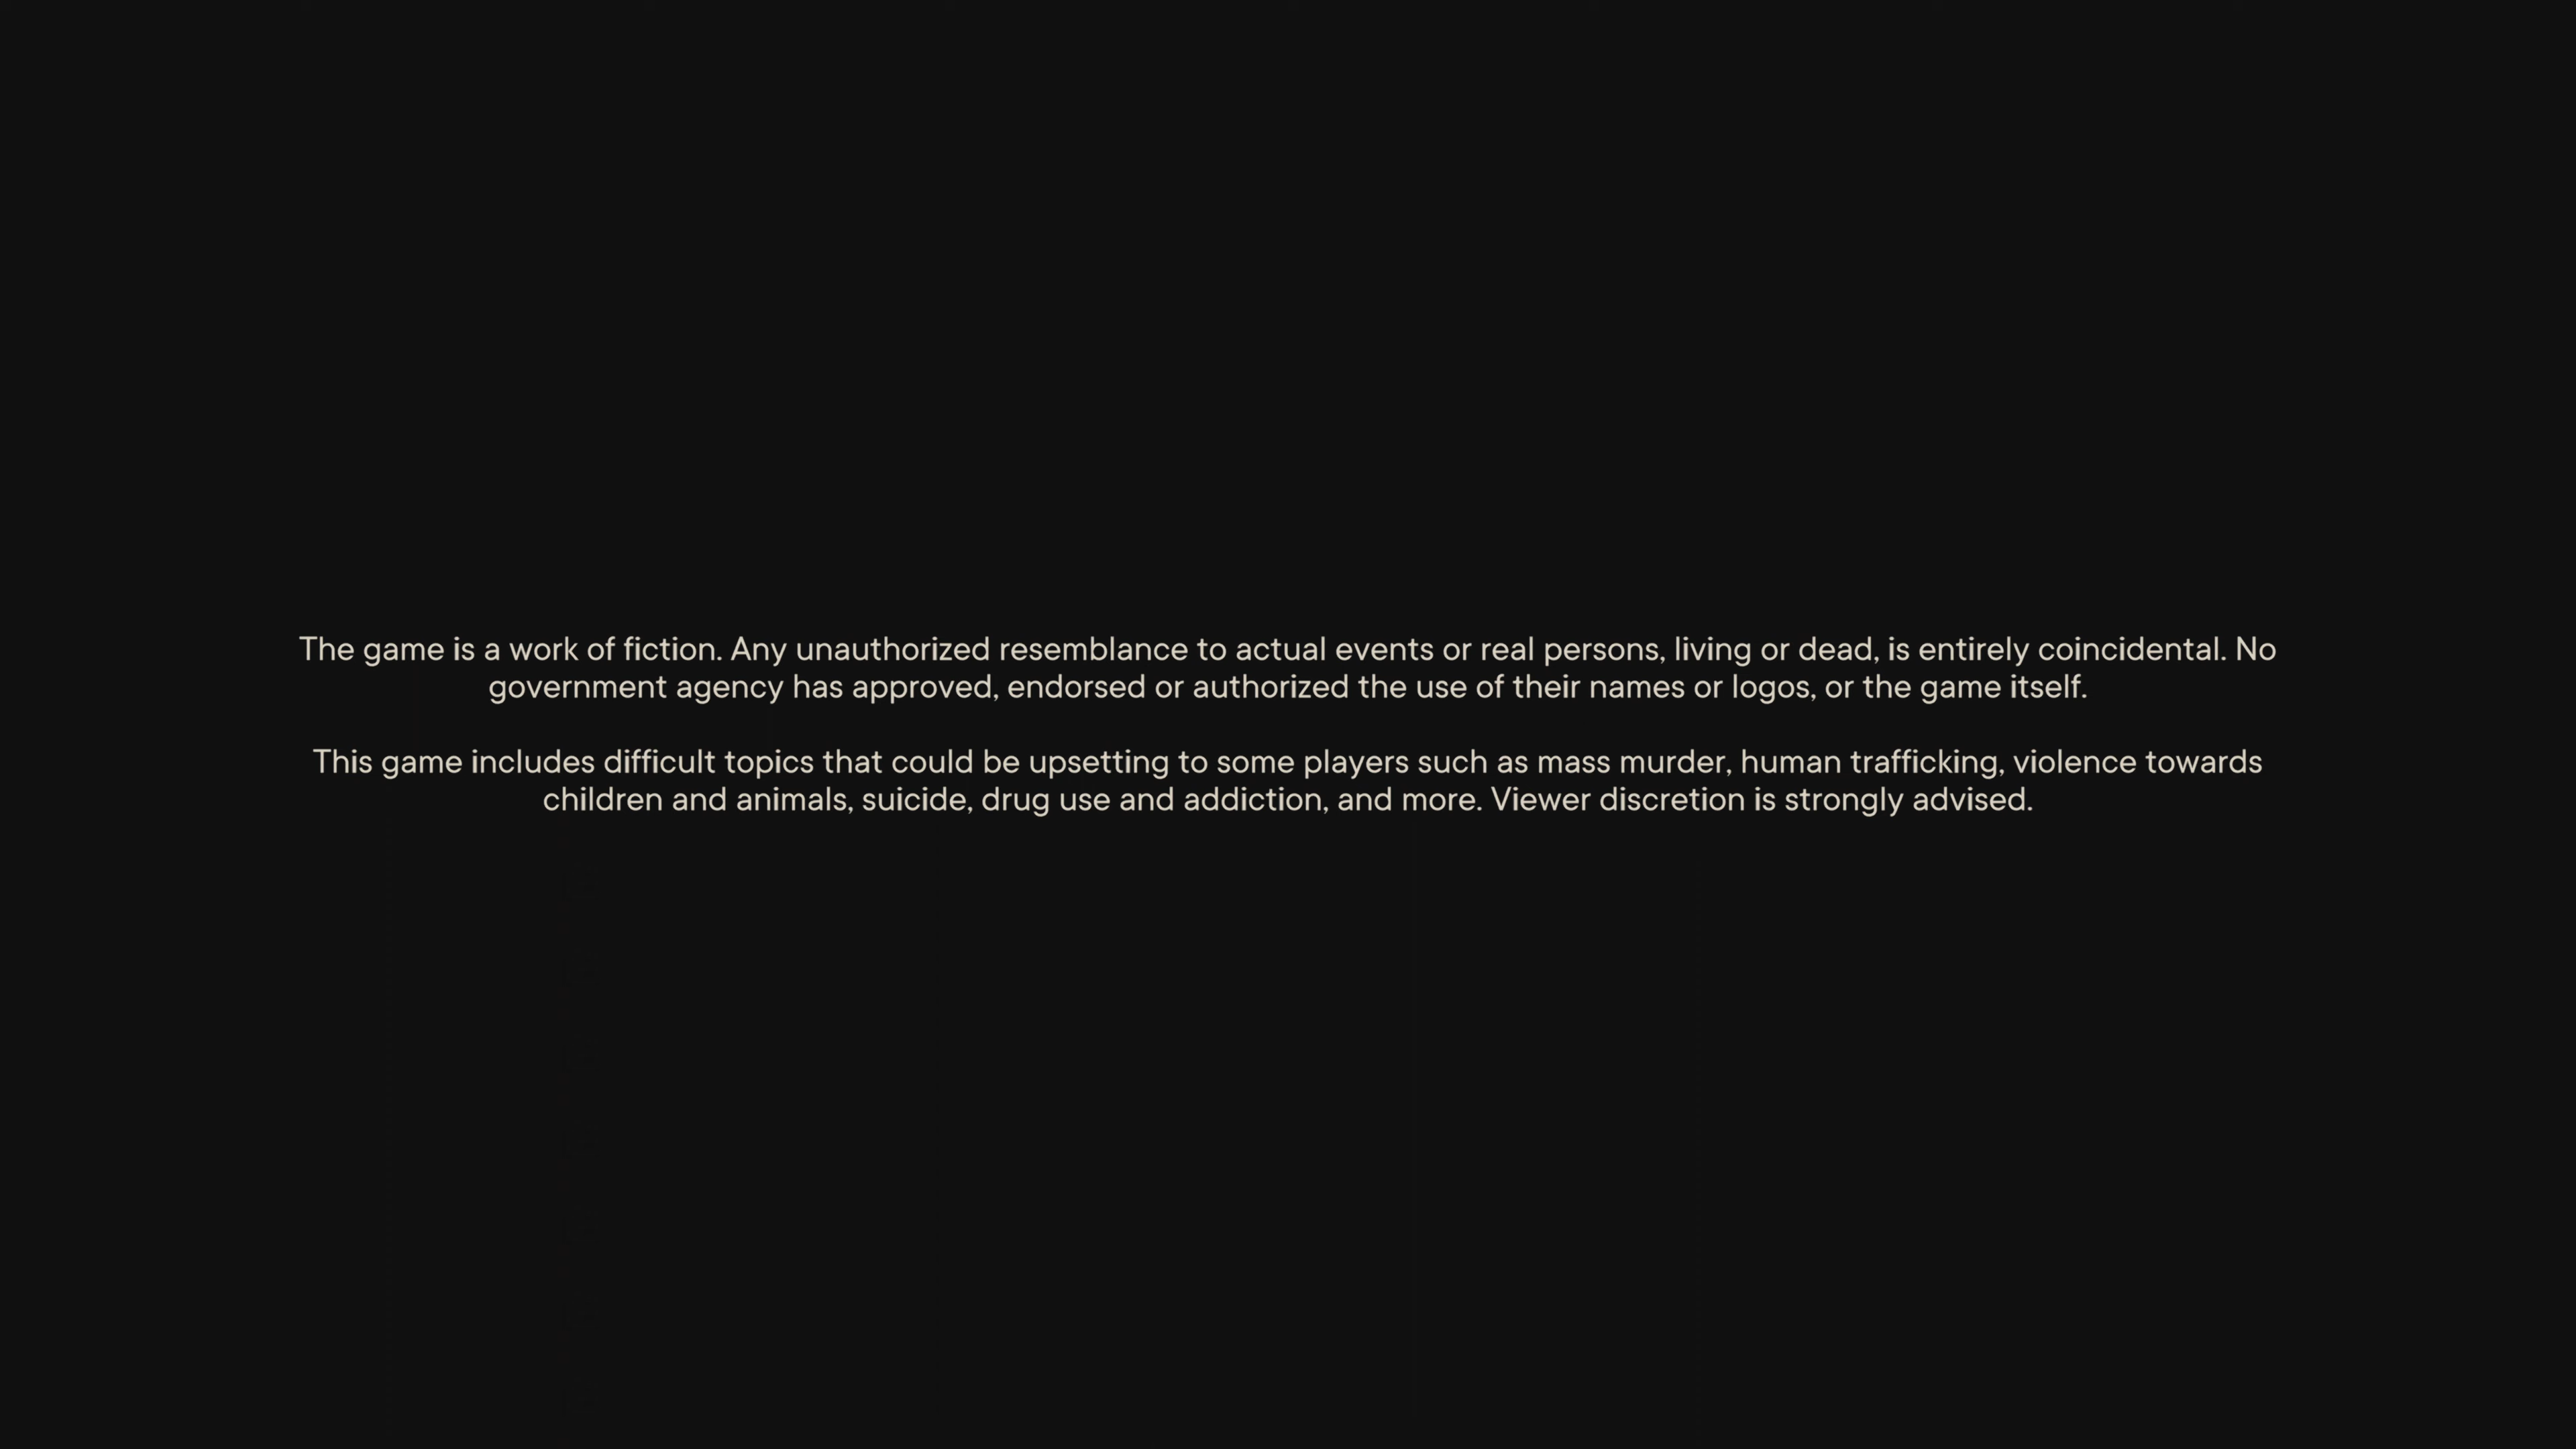 The game is a work of fiction. Any unauthorized resemblance to actual events or real persons, living or dead, is entirely coincidental. No
government agency has approved, endorsed or authorized the use of their names or logos, or the game itself.
This game includes difficult topics that could be upsetting to some players such as mass murder, human trafficking, violence towards
children and animals, suicide, drug use and addiction, and more. Viewer discretion is strongly advised.